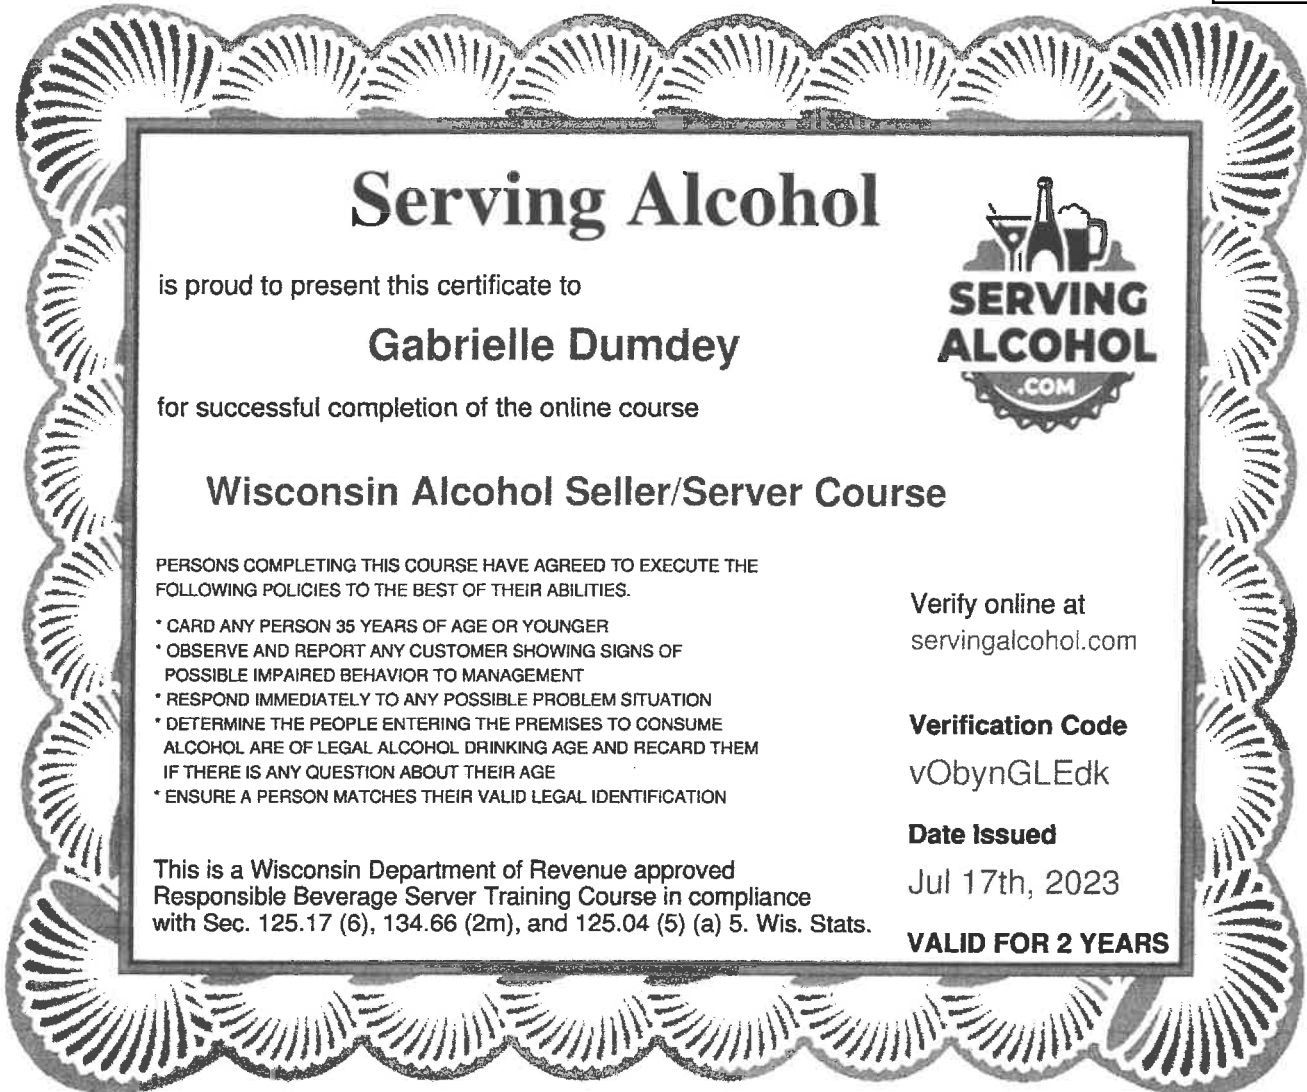 Serving Alcohol
is proud to present this certificate to
Gabrielle Dumdey
for successful completion of the online course
Wisconsin Alcohol Seller/Server Course
SERVING
ALCOHOL
.COM
PERSONS COMPLETING THIS COURSE HAVE AGREED TO EXECUTE THE
FOLLOWING POLICIES TO THE BEST OF THEIR ABILITIES.
* CARD ANY PERSON 35 YEARS OF AGE OR YOUNGER
* OBSERVE AND REPORT ANY CUSTOMER SHOWING SIGNS OF
POSSIBLE IMPAIRED BEHAVIOR TO MANAGEMENT
* RESPOND IMMEDIATELY TO ANY POSSIBLE PROBLEM SITUATION
* DETERMINE THE PEOPLE ENTERING THE PREMISES TO CONSUME
ALCOHOL ARE OF LEGAL ALCOHOL DRINKING AGE AND RECARD THEM
IF THERE IS ANY QUESTION ABOUT THEIR AGE
* ENSURE A PERSON MATCHES THEIR VALID LEGAL IDENTIFICATION
This is a Wisconsin Department of Revenue approved
Responsible Beverage Server Training Course in compliance
with Sec. 125.17 (6), 134.66 (2m), and 125.04 (5) (a) 5. Wis. Stats.
Verify online at
servingalcohol.com
Verification Code
vObynGLEdk
Date Issued
Jul 17th, 2023
VALID FOR 2 YEARS